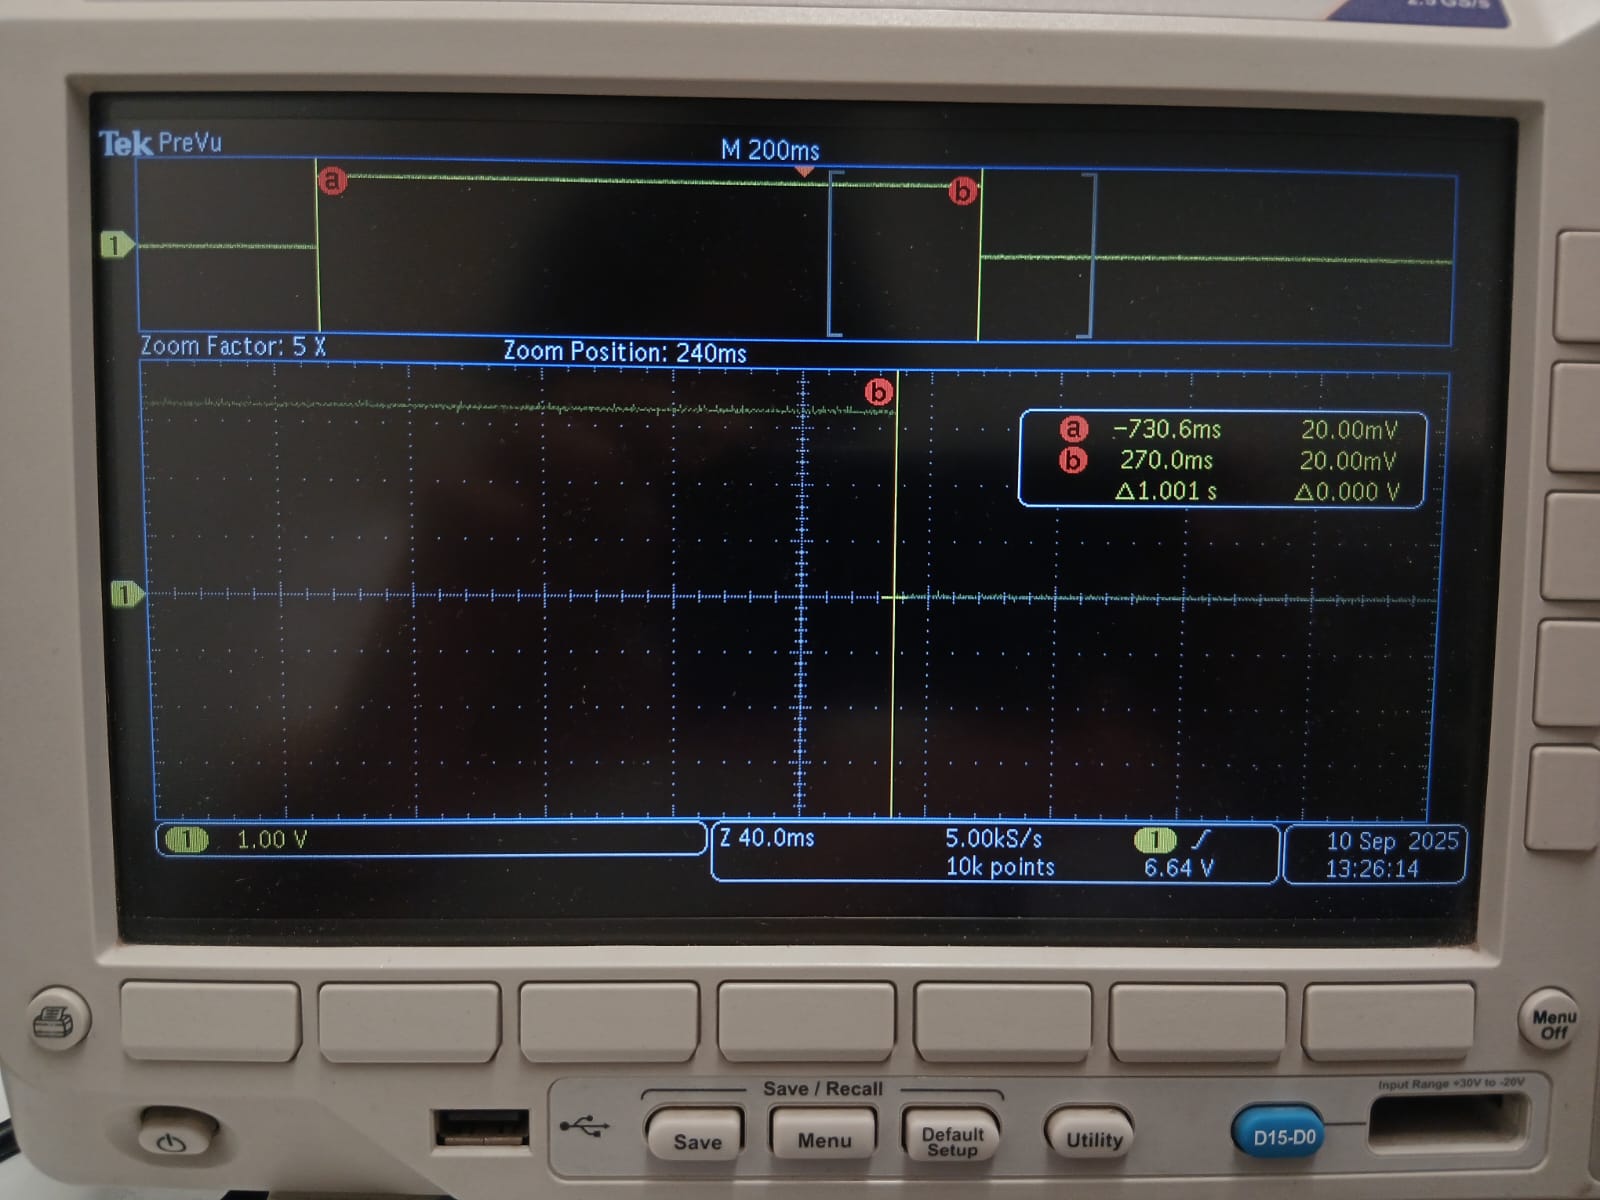 2.5 GS/s
Tek PreVu
M 200ms
a
b
1
Zoom Factor: 5 X
Zoom Position: 240ms
b
a -730.6ms 20.00mV
b 270.0ms 20.00mV
Δ1.001 s Δ0.000 V
1
1 1.00 V
Z 40.0ms 5.00kS/s 1
10k points 6.64 V
10 Sep 2025
13:26:14
Menu
Off
Save / Recall
Save
Menu
Default
Setup
Utility
D15-D0
Input Range +30V to -20V